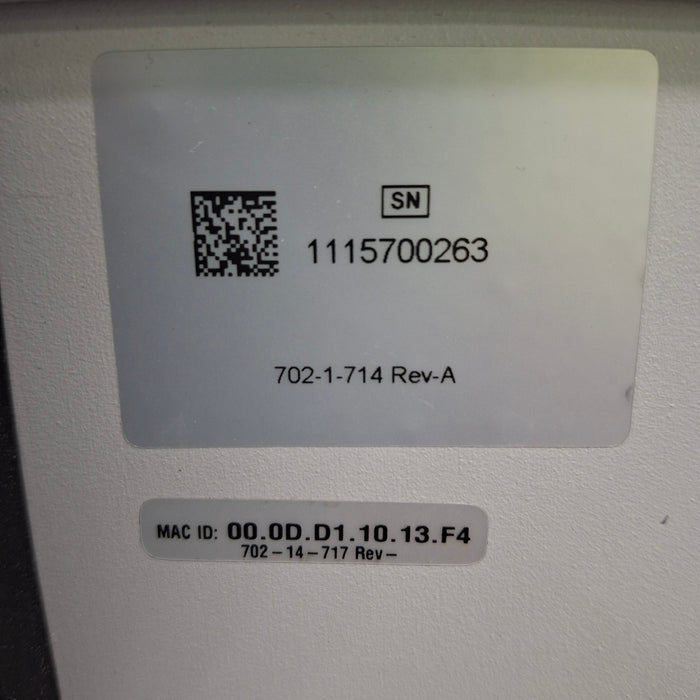 SN
1115700263
702-1-714 Rev-A
MAC ID: 00.0D.D1.10.13.F4
702-14-717 Rev-